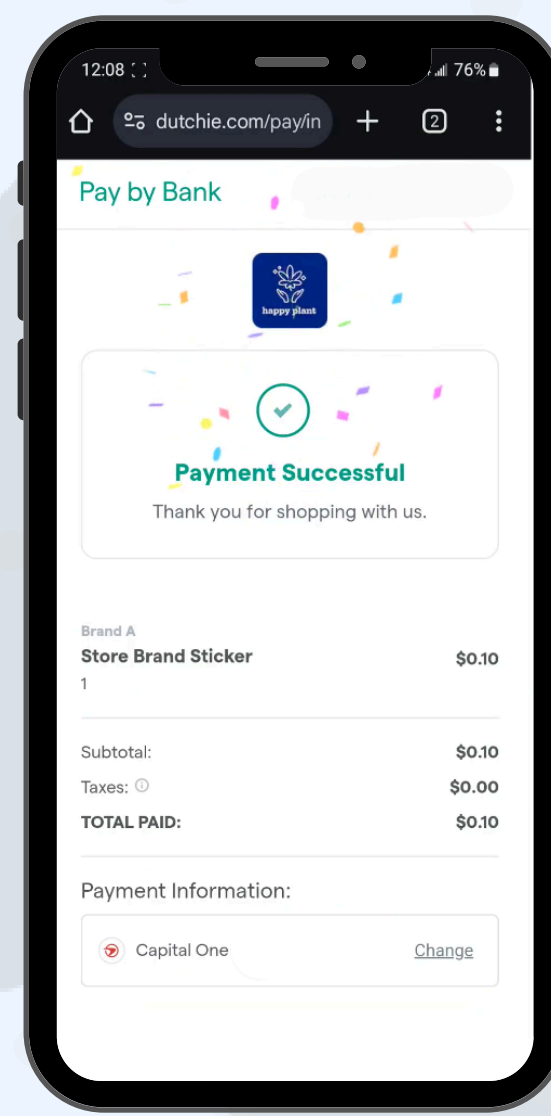 12:08 76%
dutchie.com/pay/in 2
Pay by Bank
happy plant
Payment Successful
Thank you for shopping with us.
Brand A
Store Brand Sticker $0.10
1
Subtotal: $0.10
Taxes: $0.00
TOTAL PAID: $0.10
Payment Information:
Capital One Change